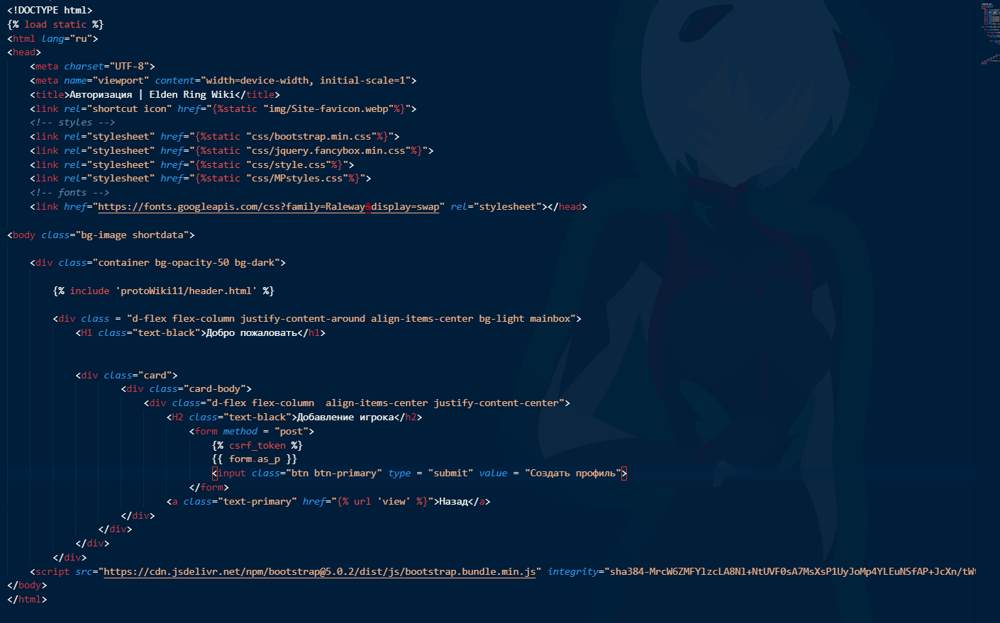 <!DOCTYPE html>
{% load static %}
<html lang="ru">
<head>
    <meta charset="UTF-8">
    <meta name="viewport" content="width=device-width, initial-scale=1">
    <title>Авторизация | Elden Ring Wiki</title>
    <link rel="shortcut icon" href="{%static "img/Site-favicon.webp"%}">
    <!-- styles -->
    <link rel="stylesheet" href="{%static "css/bootstrap.min.css"%}">
    <link rel="stylesheet" href="{%static "css/jquery.fancybox.min.css"%}">
    <link rel="stylesheet" href="{%static "css/style.css"%}">
    <link rel="stylesheet" href="{%static "css/MPstyles.css"%}">
    <!-- fonts -->
    <link href="https://fonts.googleapis.com/css?family=Raleway&display=swap" rel="stylesheet"></head>
<body class="bg-image shortdata">
    <div class="container bg-opacity-50 bg-dark">
        {% include 'protoWiki11/header.html' %}
        <div class = "d-flex flex-column justify-content-around align-items-center bg-light mainbox">
            <H1 class="text-black">Добро пожаловать</h1>
            <div class="card">
                    <div class="card-body">
                        <div class="d-flex flex-column  align-items-center justify-content-center">
                            <H2 class="text-black">Добавление игрока</h2>
                                <form method = "post">
                                    {% csrf_token %}
                                    {{ form.as_p }}
                                    <input class="btn btn-primary" type = "submit" value = "Создать профиль">
                                </form>
                            <a class="text-primary" href="{% url 'view' %}">Назад</a>
                    </div>
                </div>
            </div>
        </div>
    <script src="https://cdn.jsdelivr.net/npm/bootstrap@5.0.2/dist/js/bootstrap.bundle.min.js" integrity="sha384-MrcW6ZMFYlzcLA8Nl+NtUVF0sA7MsXsP1UyJoMp4YLEuNSfAP+JcXn/tWt
</body>
</html>